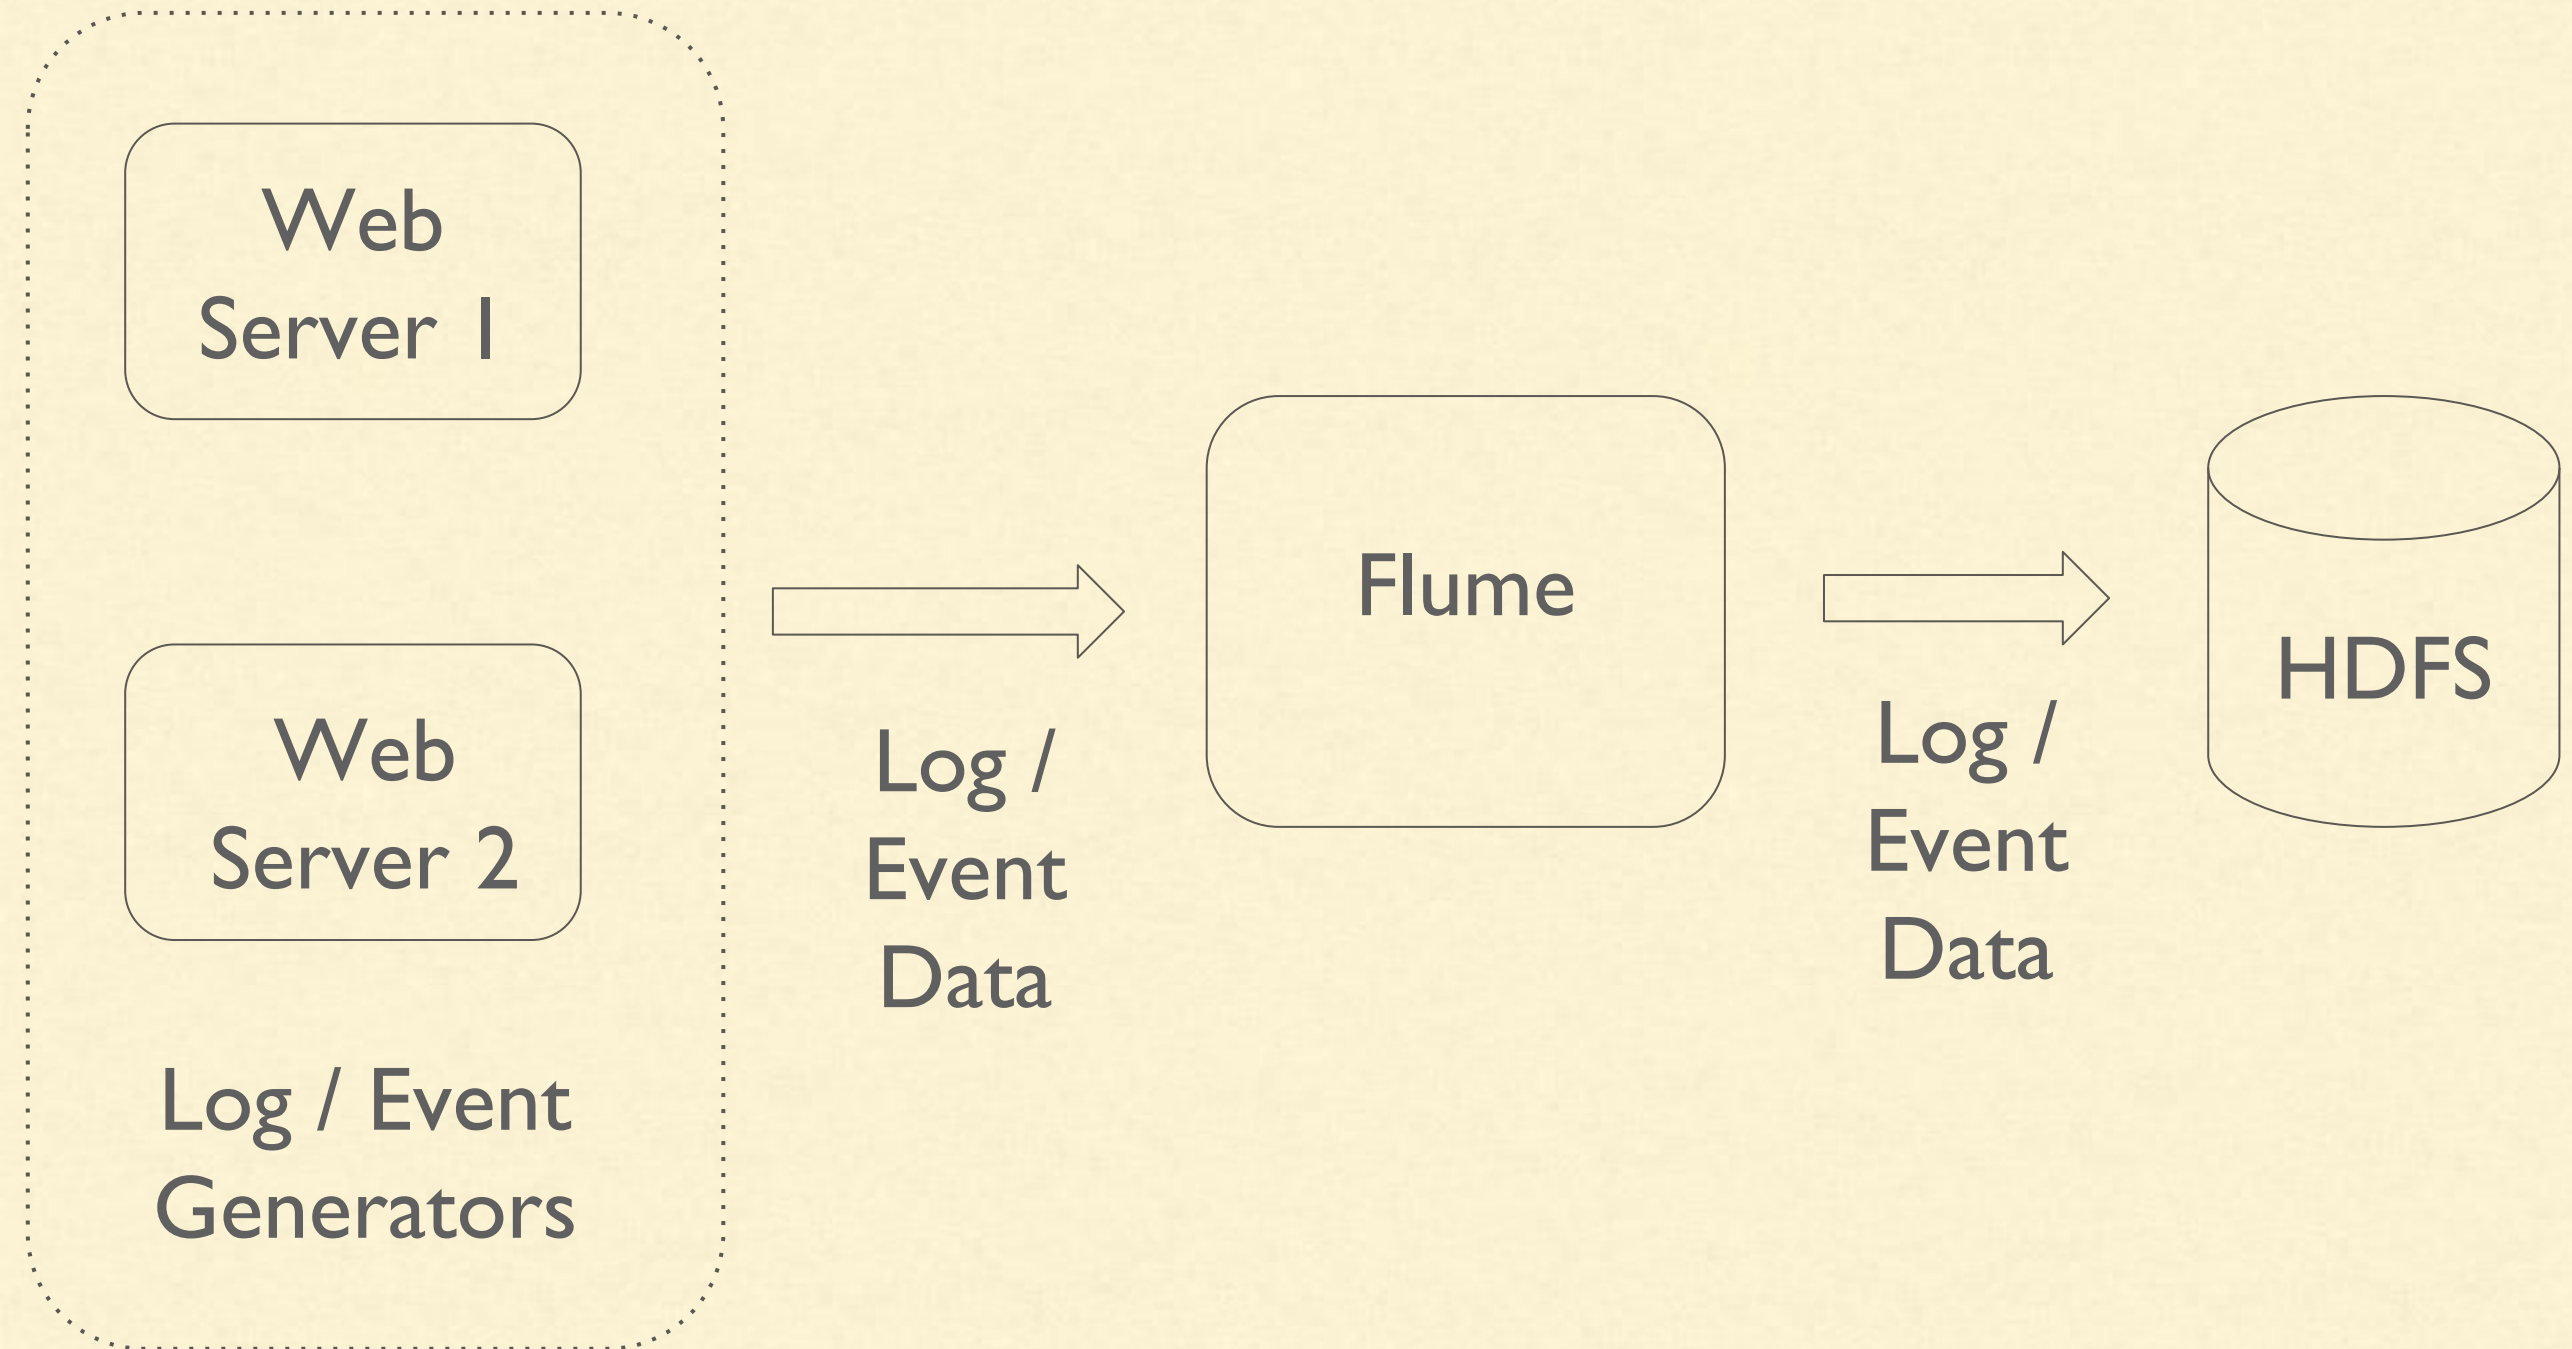 Web
Server 1
Web
Server 2
Log / Event
Generators
Log /
Event
Data
Flume
Log /
Event
Data
HDFS